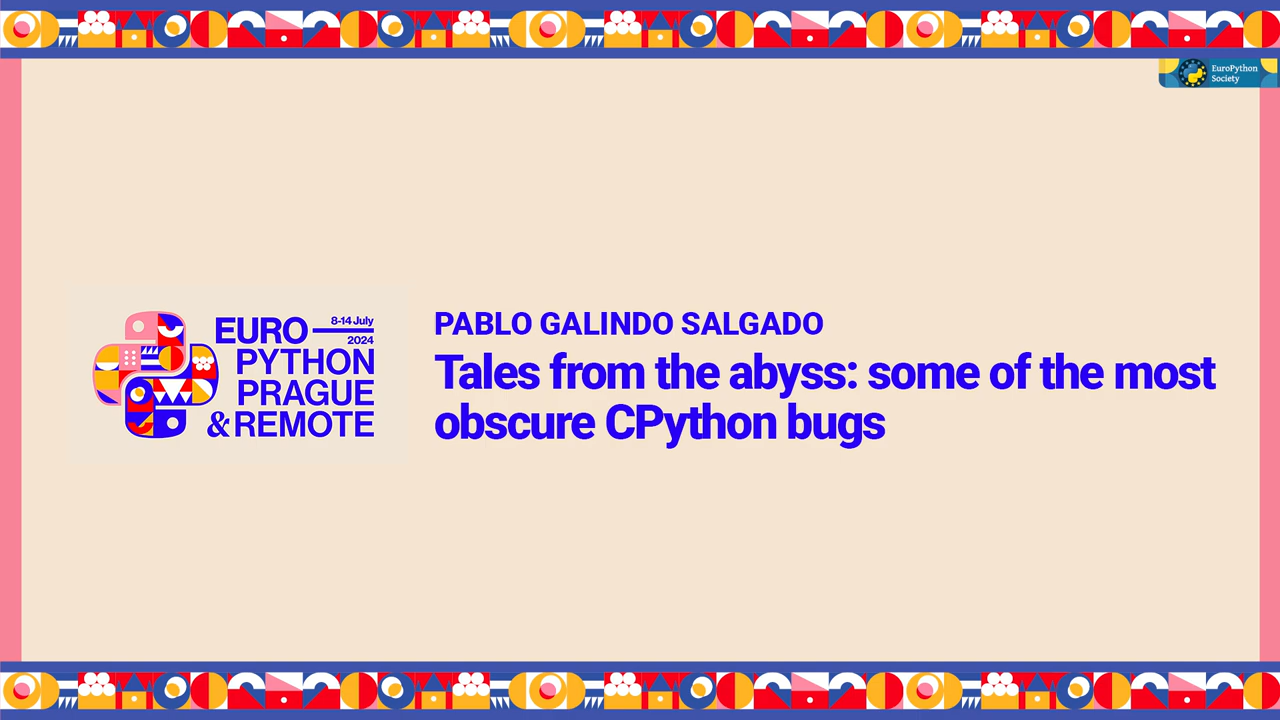 EuroPython
Society
EURO
8-14 July
2024
PYTHON
PRAGUE
&REMOTE
PABLO GALINDO SALGADO
Tales from the abyss: some of the most
obscure CPython bugs